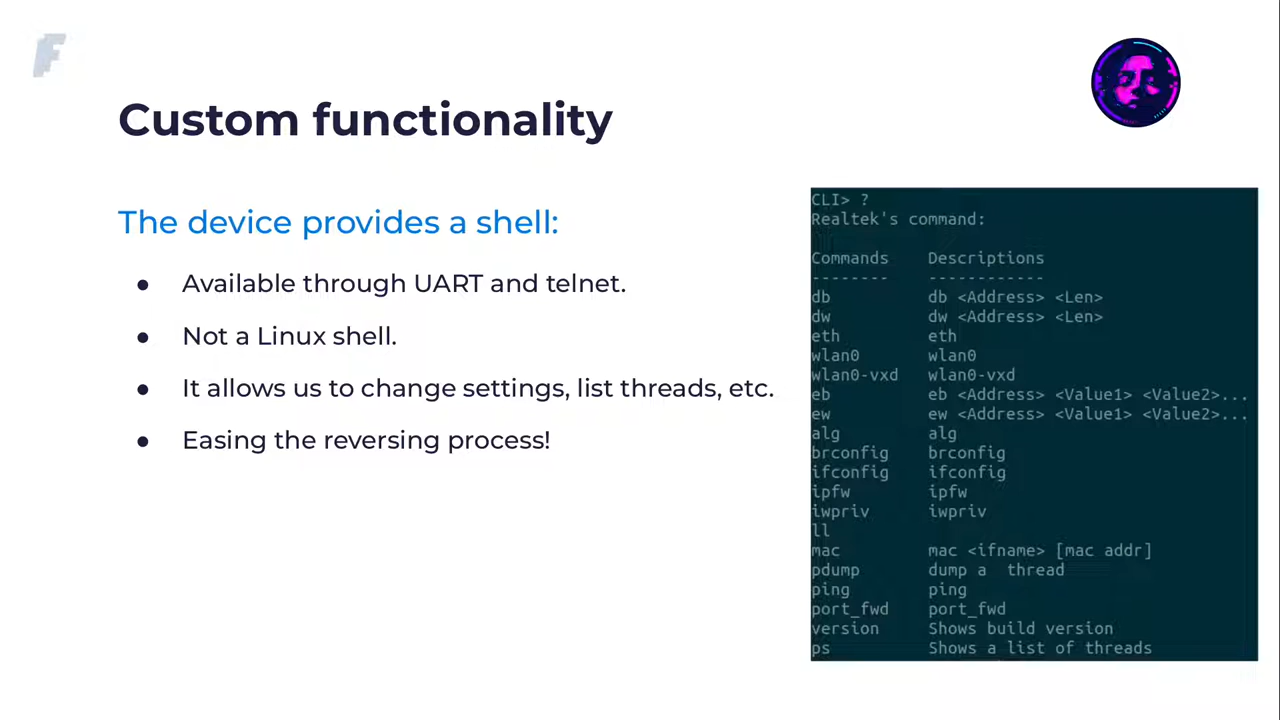 Custom functionality
The device provides a shell:
● Available through UART and telnet.
● Not a Linux shell.
● It allows us to change settings, list threads, etc.
● Easing the reversing process!
CLI> ?
Realtek's command:
Commands Descriptions
-------- ------------
db db <Address> <Len>
dw dw <Address> <Len>
eth eth
wlan0 wlan0
wlan0-vxd wlan0-vxd
eb eb <Address> <Value1> <Value2>...
ew ew <Address> <Value1> <Value2>...
alg alg
brconfig brconfig
ifconfig ifconfig
ipfw ipfw
iwpriv iwpriv
ll
mac mac <ifname> [mac addr]
pdump dump a  thread
ping ping
port_fwd port_fwd
version Shows build version
ps Shows a list of threads